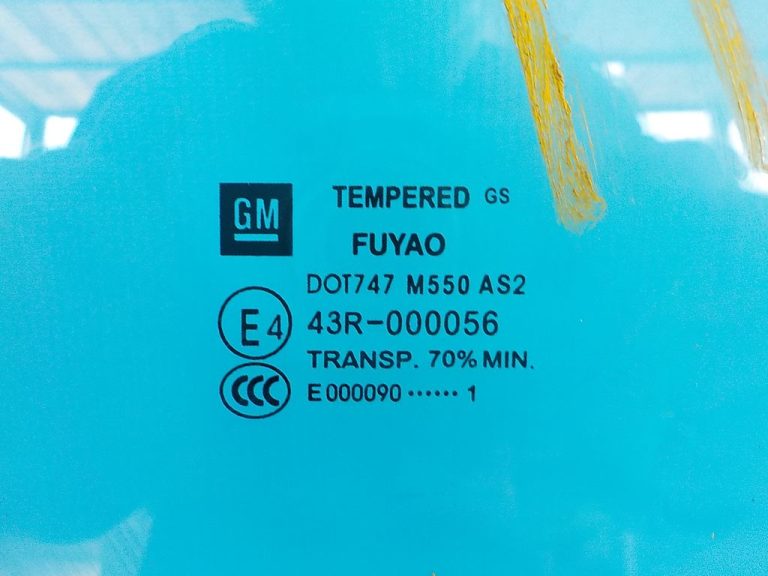 GM
TEMPERED GS
FUYAO
DOT747 M550 AS2
E4 43R-000056
TRANSP. 70% MIN.
CCC E000090 ······ 1